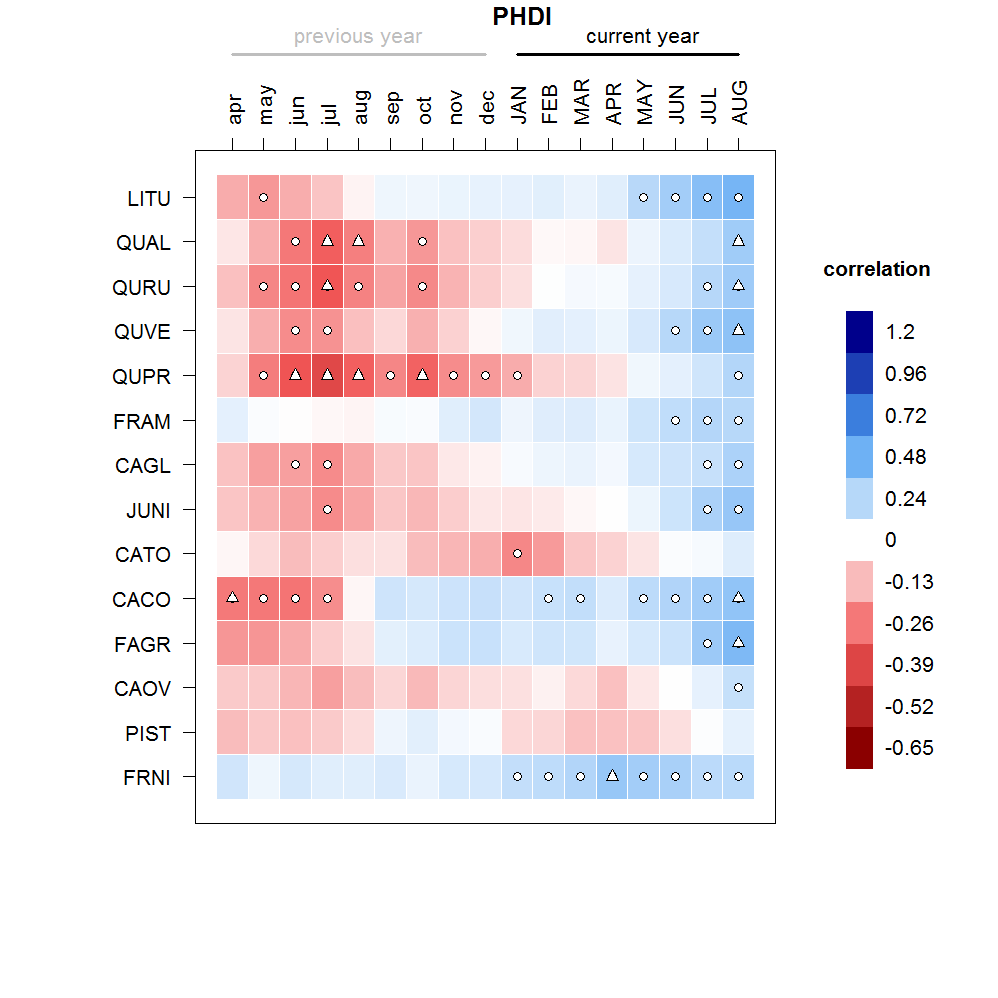 PHDI
previous year current year
apr may jun jul aug sep oct nov dec JAN FEB MAR APR MAY JUN JUL AUG
LITU
QUAL
QURU
QUVE
QUPR
FRAM
CAGL
JUNI
CATO
CACO
FAGR
CAOV
PIST
FRNI
correlation
1.2
0.96
0.72
0.48
0.24
0
-0.13
-0.26
-0.39
-0.52
-0.65